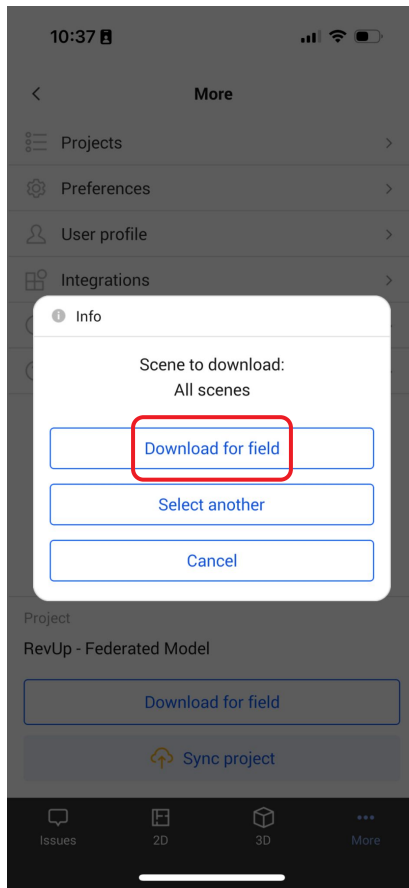 10:37
More
Projects
Preferences
User profile
Integrations
Info
Scene to download:
All scenes
Download for field
Select another
Cancel
Project
RevUp - Federated Model
Download for field
Sync project
Issues 2D 3D More